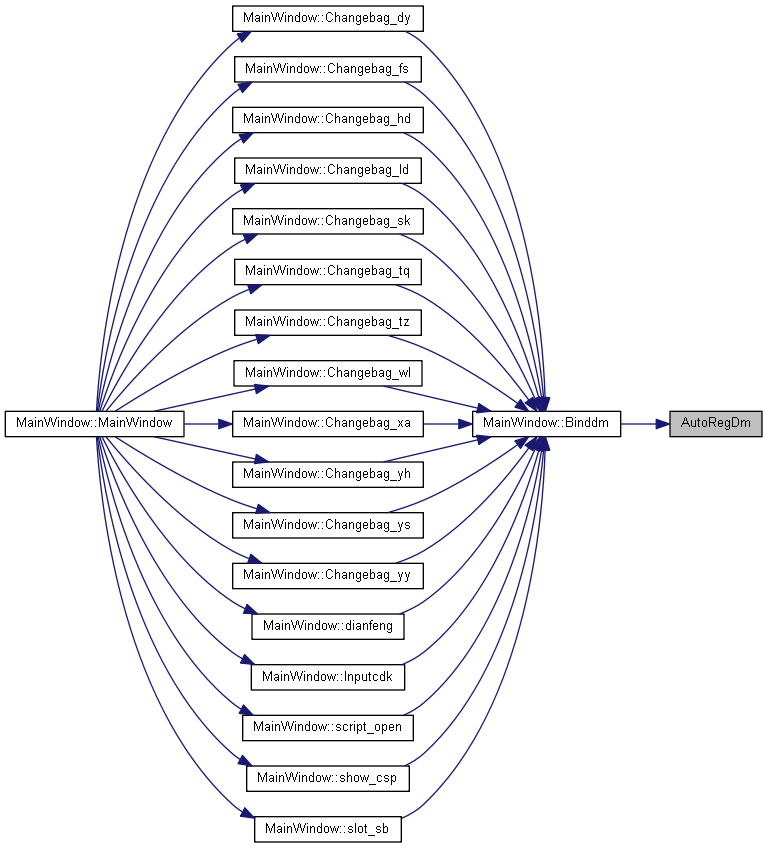 MainWindow::Changebag_dy
MainWindow::Changebag_fs
MainWindow::Changebag_hd
MainWindow::Changebag_ld
MainWindow::Changebag_sk
MainWindow::Changebag_tq
MainWindow::Changebag_tz
MainWindow::Changebag_wl
MainWindow::MainWindow
MainWindow::Changebag_xa
MainWindow::Binddm
AutoRegDm
MainWindow::Changebag_yh
MainWindow::Changebag_ys
MainWindow::Changebag_yy
MainWindow::dianfeng
MainWindow::Inputcdk
MainWindow::script_open
MainWindow::show_csp
MainWindow::slot_sb